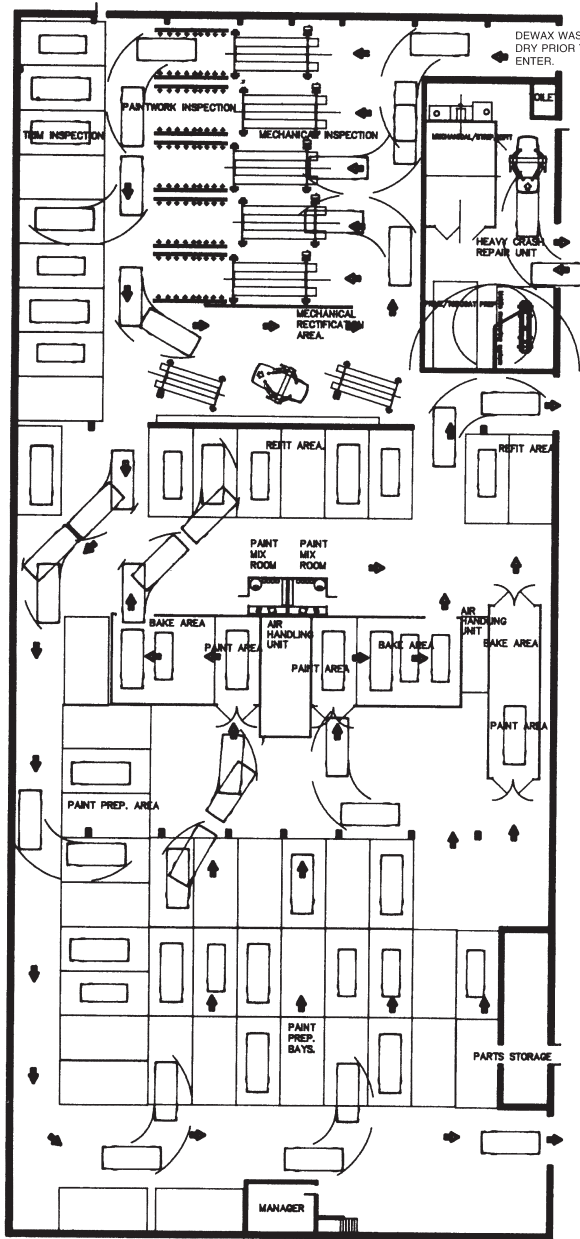 DEWAX WAS
DRY PRIOR
ENTER.
PAINTWORK INSPECTION
TRIM INSPECTION
MECHANICAL INSPECTION
HEAVY CRASH
REPAIR UNIT
MECHANICAL
RECTIFICATION
AREA.
REFIT AREA.
REFIT AREA
PAINT
MIX
ROOM
PAINT
MIX
ROOM
BAKE AREA
PAINT AREA
AIR
HANDLING
UNIT
PAINT AREA
BAKE AREA
AIR
HANDLING
UNIT
BAKE AREA
PAINT AREA
PAINT PREP. AREA
PAINT
PREP.
BAYS.
PARTS STORAGE
MANAGER